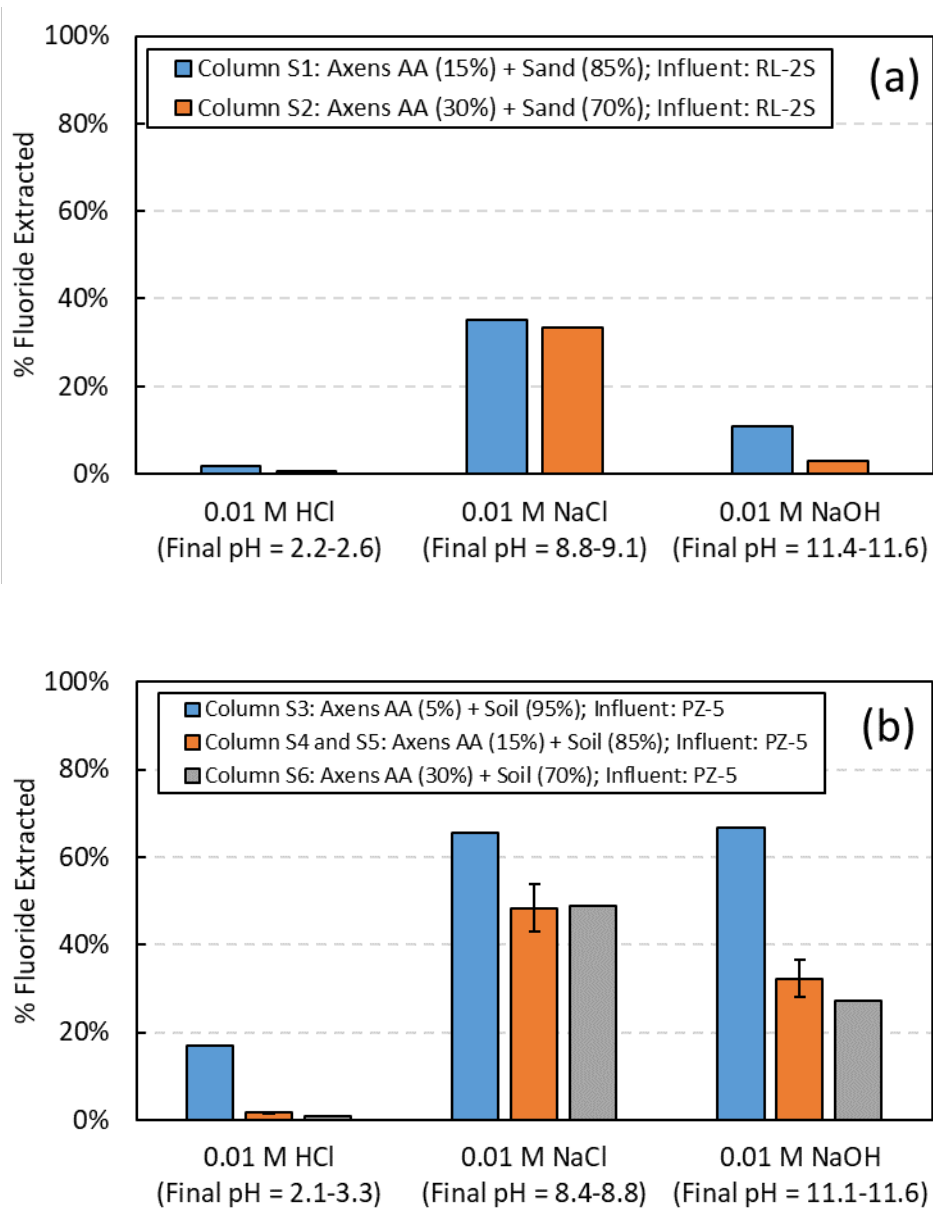 100%
80%
60%
40%
20%
0%
% Fluoride Extracted
Column S1: Axens AA (15%) + Sand (85%); Influent: RL-2S
Column S2: Axens AA (30%) + Sand (70%); Influent: RL-2S
(a)
0.01 M HCl 0.01 M NaCl 0.01 M NaOH
(Final pH = 2.2-2.6) (Final pH = 8.8-9.1) (Final pH = 11.4-11.6)
100%
80%
60%
40%
20%
0%
% Fluoride Extracted
Column S3: Axens AA (5%) + Soil (95%); Influent: PZ-5
Column S4 and S5: Axens AA (15%) + Soil (85%); Influent: PZ-5
Column S6: Axens AA (30%) + Soil (70%); Influent: PZ-5
(b)
0.01 M HCl 0.01 M NaCl 0.01 M NaOH
(Final pH = 2.1-3.3) (Final pH = 8.4-8.8) (Final pH = 11.1-11.6)